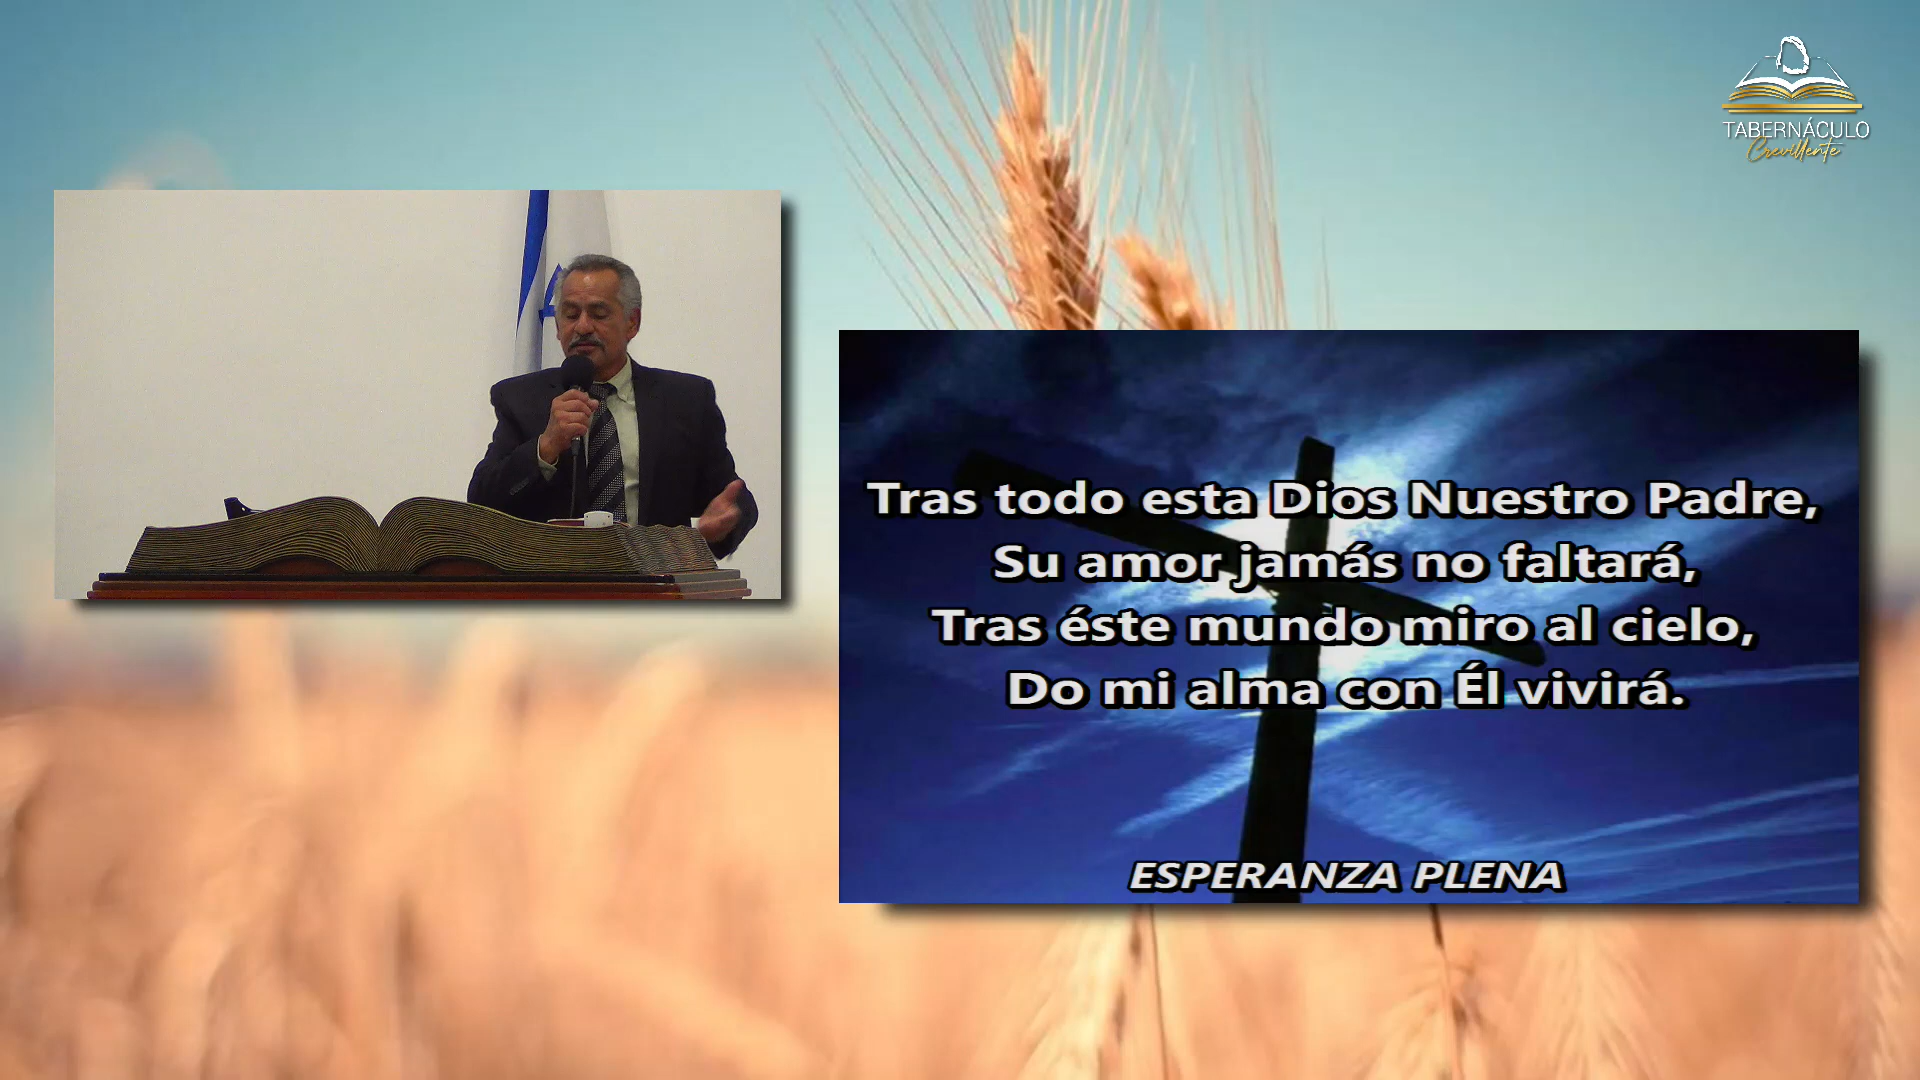 TABERNÁCULO
Crevillente
Tras todo esta Dios Nuestro Padre,
Su amor jamás no faltará,
Tras éste mundo miro al cielo,
Do mi alma con Él vivirá.
ESPERANZA PLENA